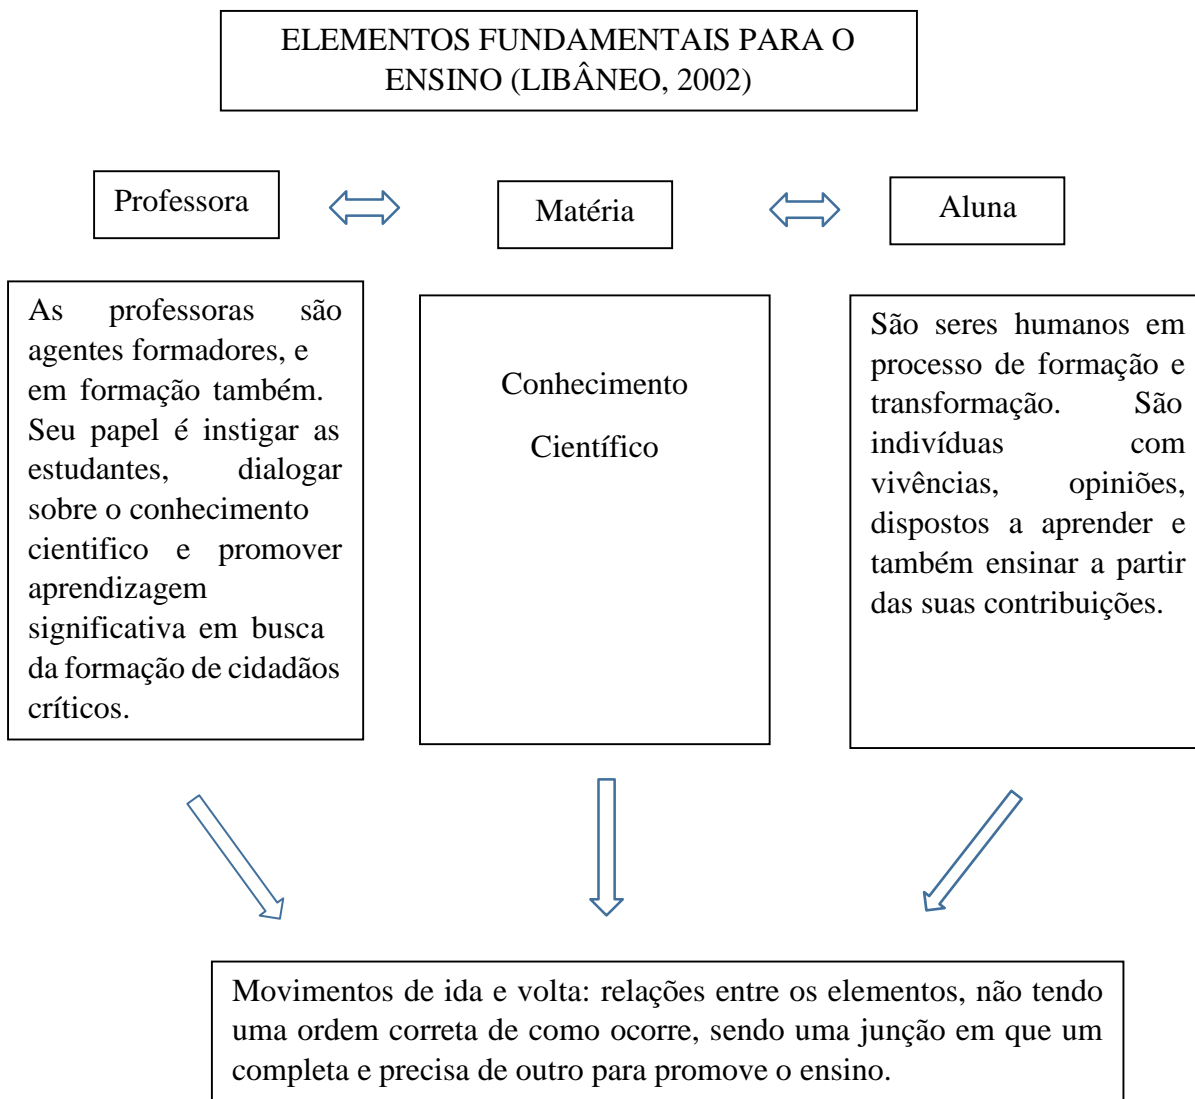 ELEMENTOS FUNDAMENTAIS PARA O
ENSINO (LIBÂNEO, 2002)
Professora
Matéria
Aluna
As professoras são
agentes formadores, e
em formação também.
Seu papel é instigar as
estudantes, dialogar
sobre o conhecimento
cientifico e promover
aprendizagem
significativa em busca
da formação de cidadãos
críticos.
Conhecimento
Científico
São seres humanos em
processo de formação e
transformação. São
indivíduas com
vivências, opiniões,
dispostos a aprender e
também ensinar a partir
das suas contribuições.
Movimentos de ida e volta: relações entre os elementos, não tendo
uma ordem correta de como ocorre, sendo uma junção em que um
completa e precisa de outro para promove o ensino.